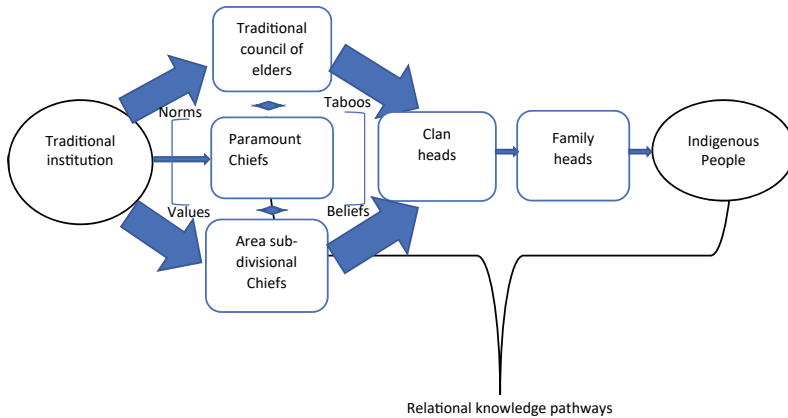 Traditional
council of
elders
Norms
Taboos
Traditional
institution
Paramount
Chiefs
Clan
heads
Family
heads
Indigenous
People
Values
Beliefs
Area sub-
divisional
Chiefs
Relational knowledge pathways